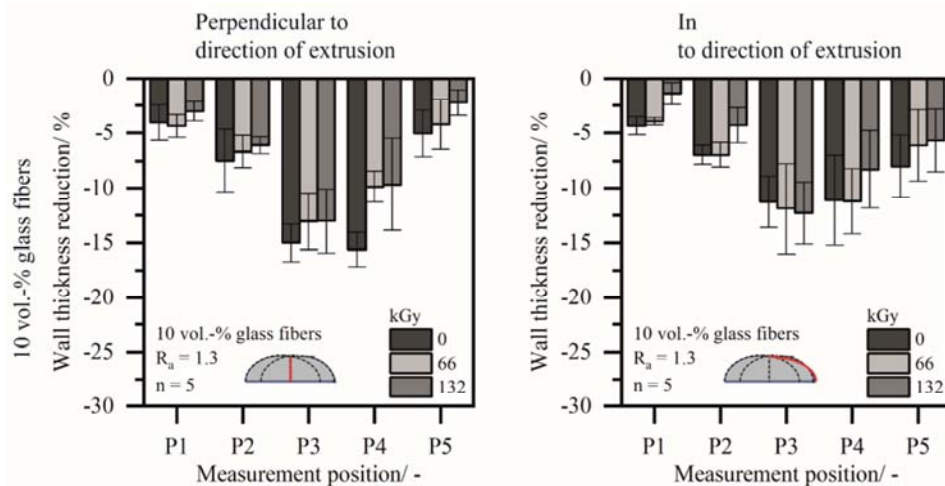 Perpendicular to
direction of extrusion
10 vol.-% glass fibers
Wall thickness reduction/ %
0
-5
-10
-15
-20
-25
-30
10 vol.-% glass fibers
Rₐ = 1.3
n = 5
kGy
0
66
132
P1 P2 P3 P4 P5
Measurement position/ -
In
to direction of extrusion
Wall thickness reduction/ %
0
-5
-10
-15
-20
-25
-30
10 vol.-% glass fibers
Rₐ = 1.3
n = 5
kGy
0
66
132
P1 P2 P3 P4 P5
Measurement position/ -